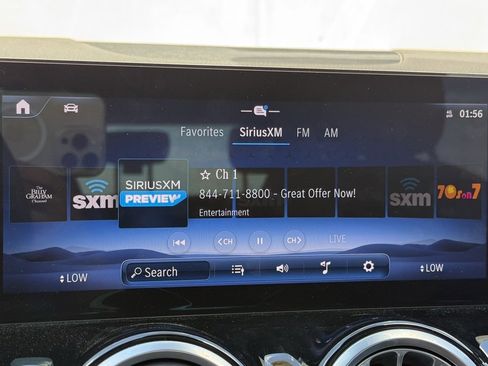 01:56
Favorites SiriusXM FM AM
The
BILLY
GRAHAM
Channel
sxm
SIRIUSXM
PREVIEW
Ch 1
844-711-8800 - Great Offer Now!
Entertainment
sxm
70s on 7
CH
CH
LIVE
LOW
Search
LOW